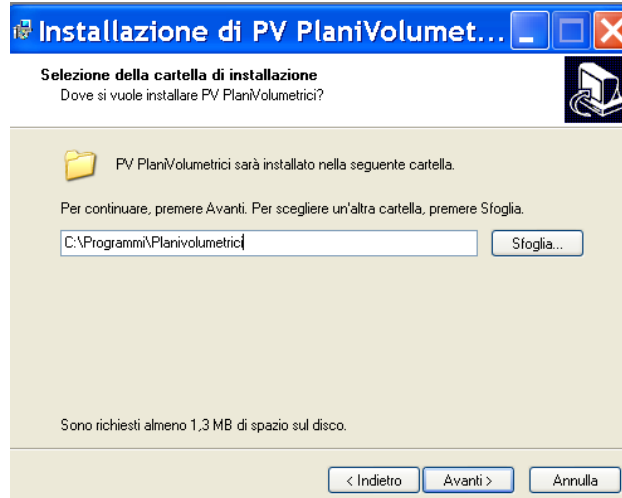 Installazione di PV PlaniVolumet...
Selezione della cartella di installazione
Dove si vuole installare PV PlaniVolumetrici?
PV PlaniVolumetrici sarà installato nella seguente cartella.
Per continuare, premere Avanti. Per scegliere un'altra cartella, premere Sfoglia.
C:\Programmi\Planivolumetrici
Sfoglia...
Sono richiesti almeno 1,3 MB di spazio sul disco.
< Indietro Avanti > Annulla